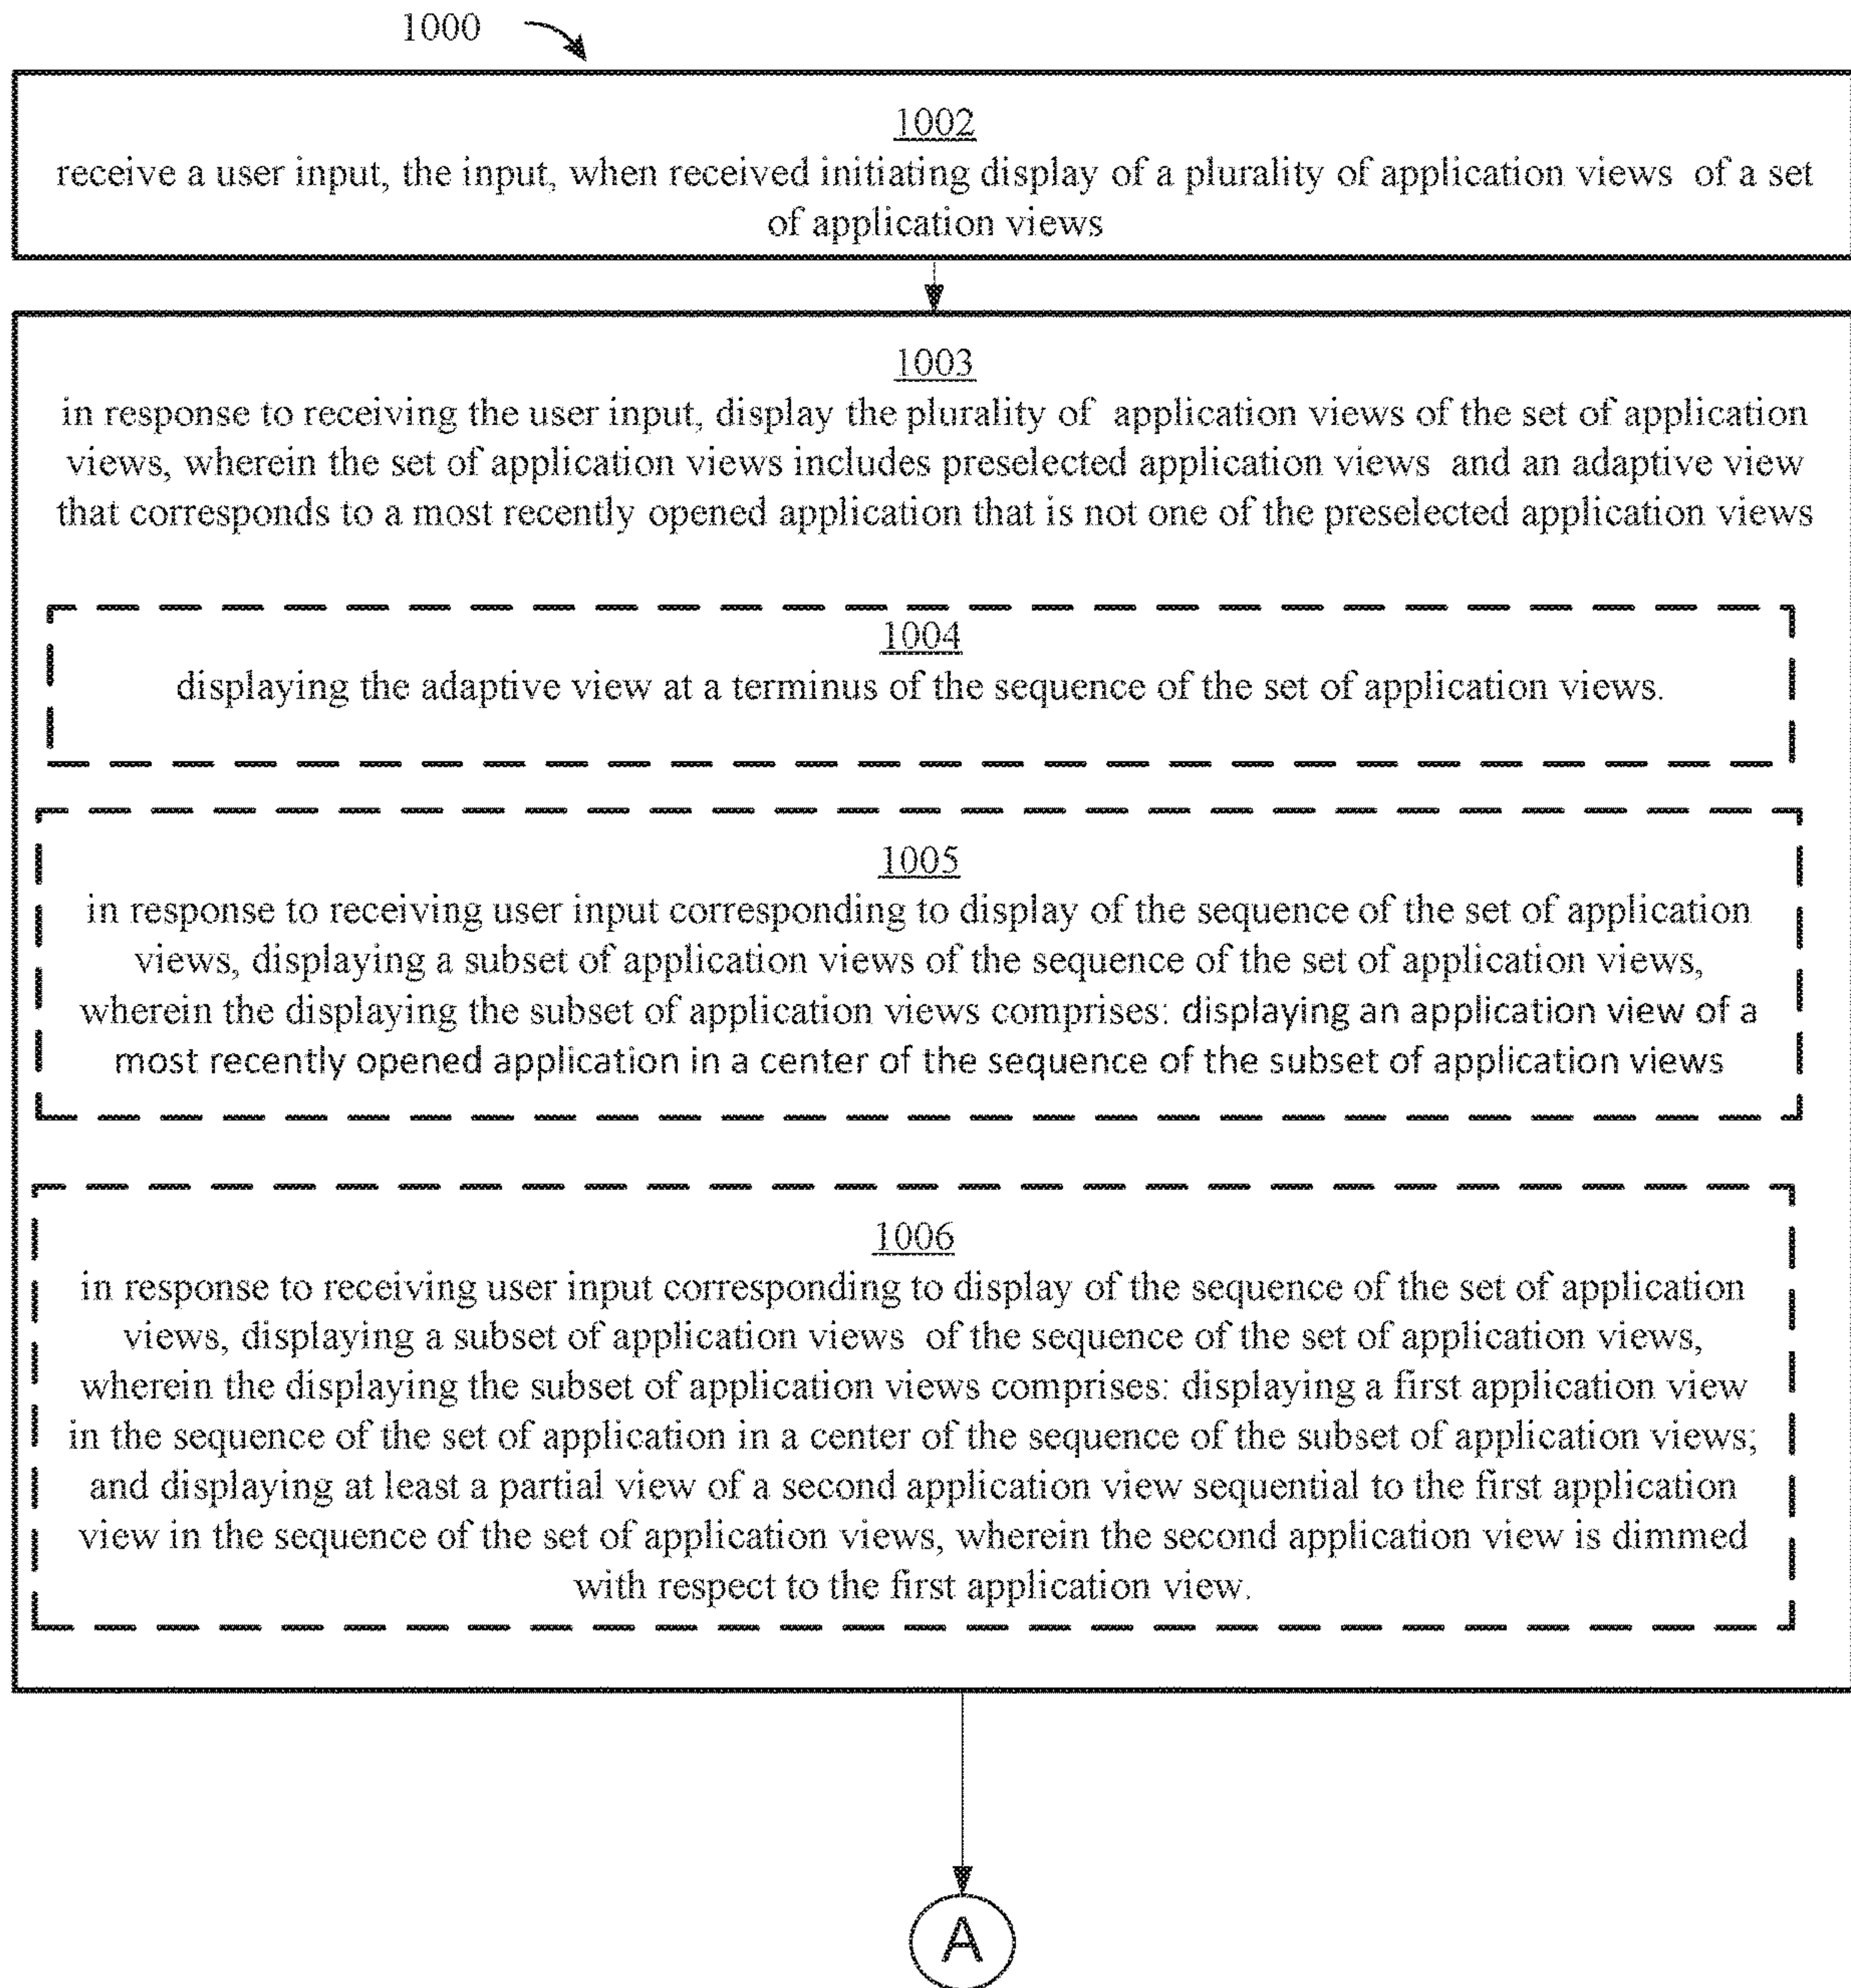 1000
1002
receive a user input, the input, when received initiating display of a plurality of application views of a set
of application views
1003
in response to receiving the user input, display the plurality of application views of the set of application
views, wherein the set of application views includes preselected application views and an adaptive view
that corresponds to a most recently opened application that is not one of the preselected application views
1004
displaying the adaptive view at a terminus of the sequence of the set of application views.
1005
in response to receiving user input corresponding to display of the sequence of the set of application
views, displaying a subset of application views of the sequence of the set of application views,
wherein the displaying the subset of application views comprises: displaying an application view of a
most recently opened application in a center of the sequence of the subset of application views
1006
in response to receiving user input corresponding to display of the sequence of the set of application
views, displaying a subset of application views of the sequence of the set of application views,
wherein the displaying the subset of application views comprises: displaying a first application view
in the sequence of the set of application in a center of the sequence of the subset of application views;
and displaying at least a partial view of a second application view sequential to the first application
view in the sequence of the set of application views, wherein the second application view is dimmed
with respect to the first application view.
A